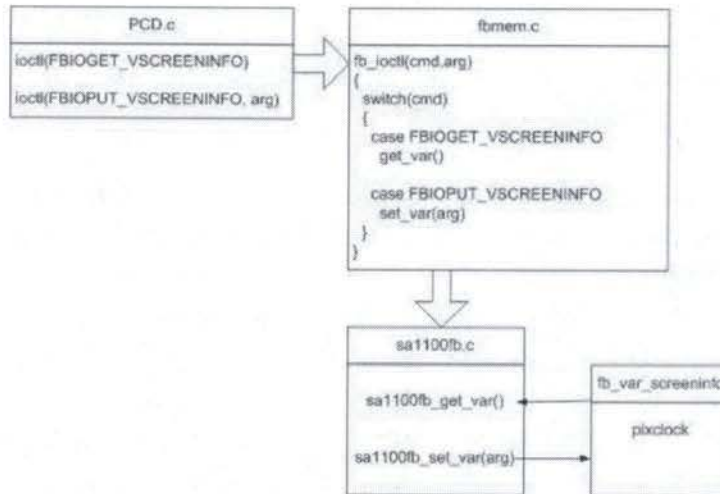 PCD.c
ioctl(FBIOGET_VSCREENINFO)
ioctl(FBIOPUT_VSCREENINFO, arg)
fbmem.c
fb_ioctl(cmd,arg)
{
switch(cmd)
{
case FBIOGET_VSCREENINFO
get_var()
case FBIOPUT_VSCREENINFO
set_var(arg)
}
}
sa1100fb.c
sa1100fb_get_var()
sa1100fb_set_var(arg)
fb_var_screeninfo
pixclock